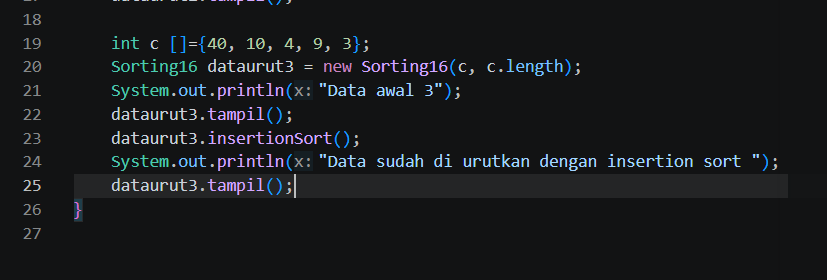 18
19 int c []={40, 10, 4, 9, 3};
20 Sorting16 dataurut3 = new Sorting16(c, c.length);
21 System.out.println(x: "Data awal 3");
22 dataurut3.tampil();
23 dataurut3.insertionSort();
24 System.out.println(x: "Data sudah di urutkan dengan insertion sort ");
25 dataurut3.tampil();
26 }
27